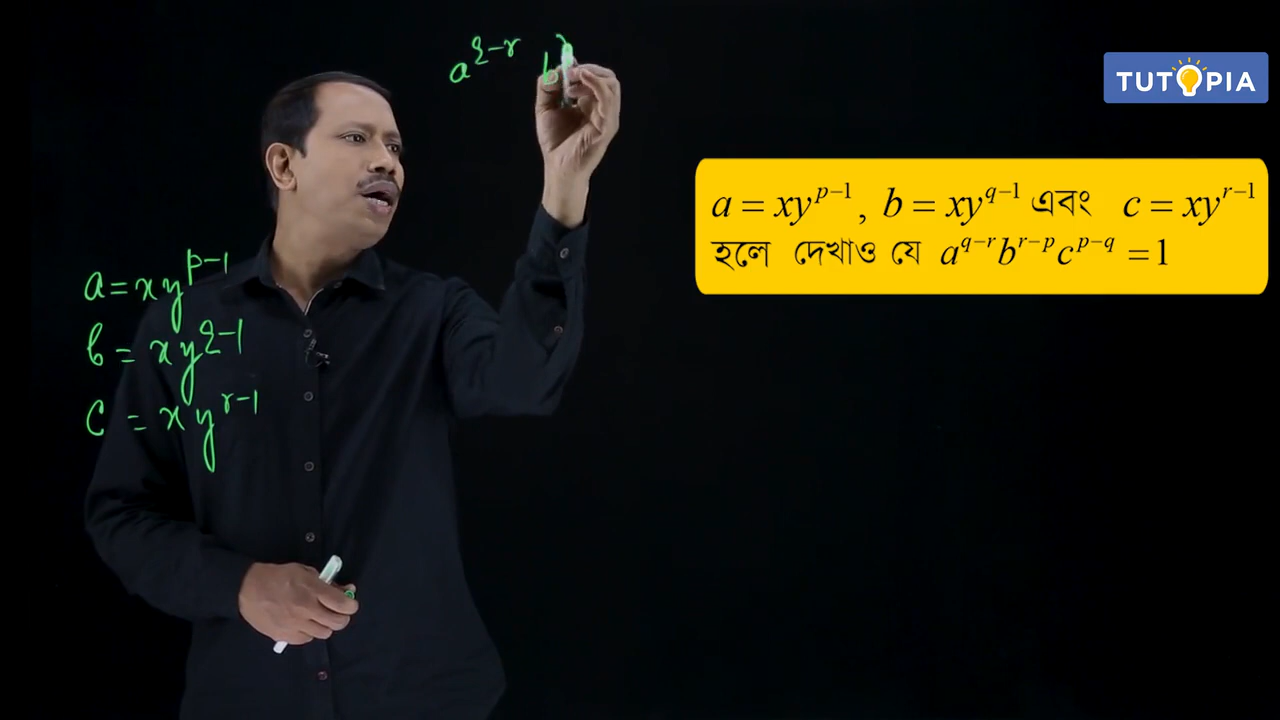 a^{q-r} b
TUTOPIA
a = xy^{p-1}, b = xy^{q-1} এবং c = xy^{r-1}
হলে দেখাও যে a^{q-r}b^{r-p}c^{p-q} = 1
a = xy^{p-1}
b = xy^{q-1}
c = xy^{r-1}